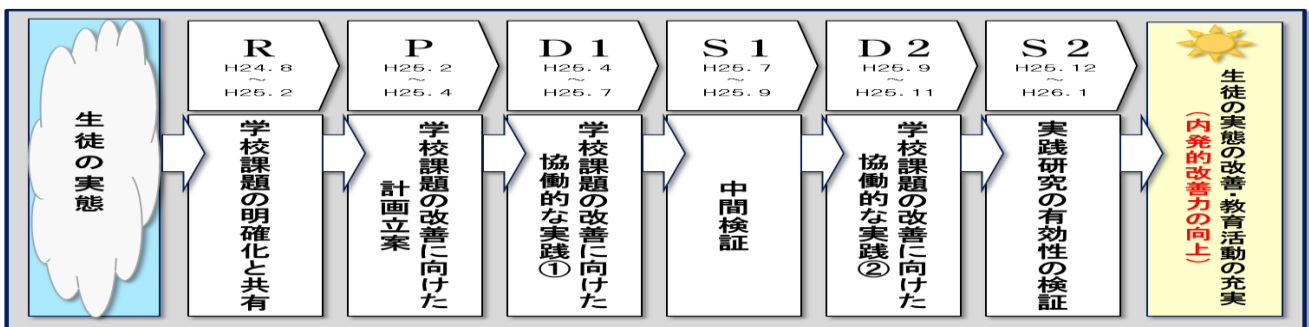 生徒の実態
R
H24.8
～
H25.2
学校課題の明確化と共有
P
H25.2
～
H25.4
学校課題の改善に向けた
計画立案
D1
H25.4
～
H25.7
学校課題の改善に向けた
協働的な実践①
S1
H25.7
～
H25.9
中間検証
D2
H25.9
～
H25.11
学校課題の改善に向けた
協働的な実践②
S2
H25.12
～
H26.1
実践研究の有効性の検証
生徒の実態の改善・教育活動の充実
（内発的改善力の向上）